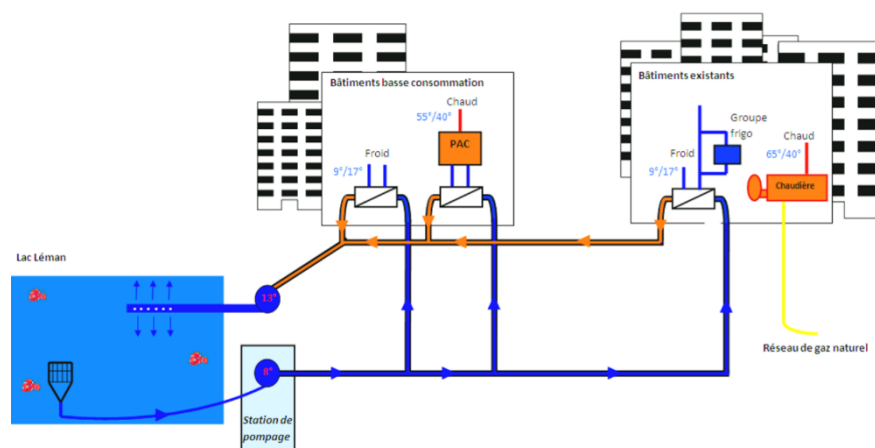 Bâtiments basse consommation
Chaud
55°/40°
PAC
Froid
9°/17°
Bâtiments existants
Groupe
frigo
Chaud
65°/40°
Froid
9°/17°
Chaudière
Lac Léman
13°
8°
Station de
pompage
Réseau de gaz naturel